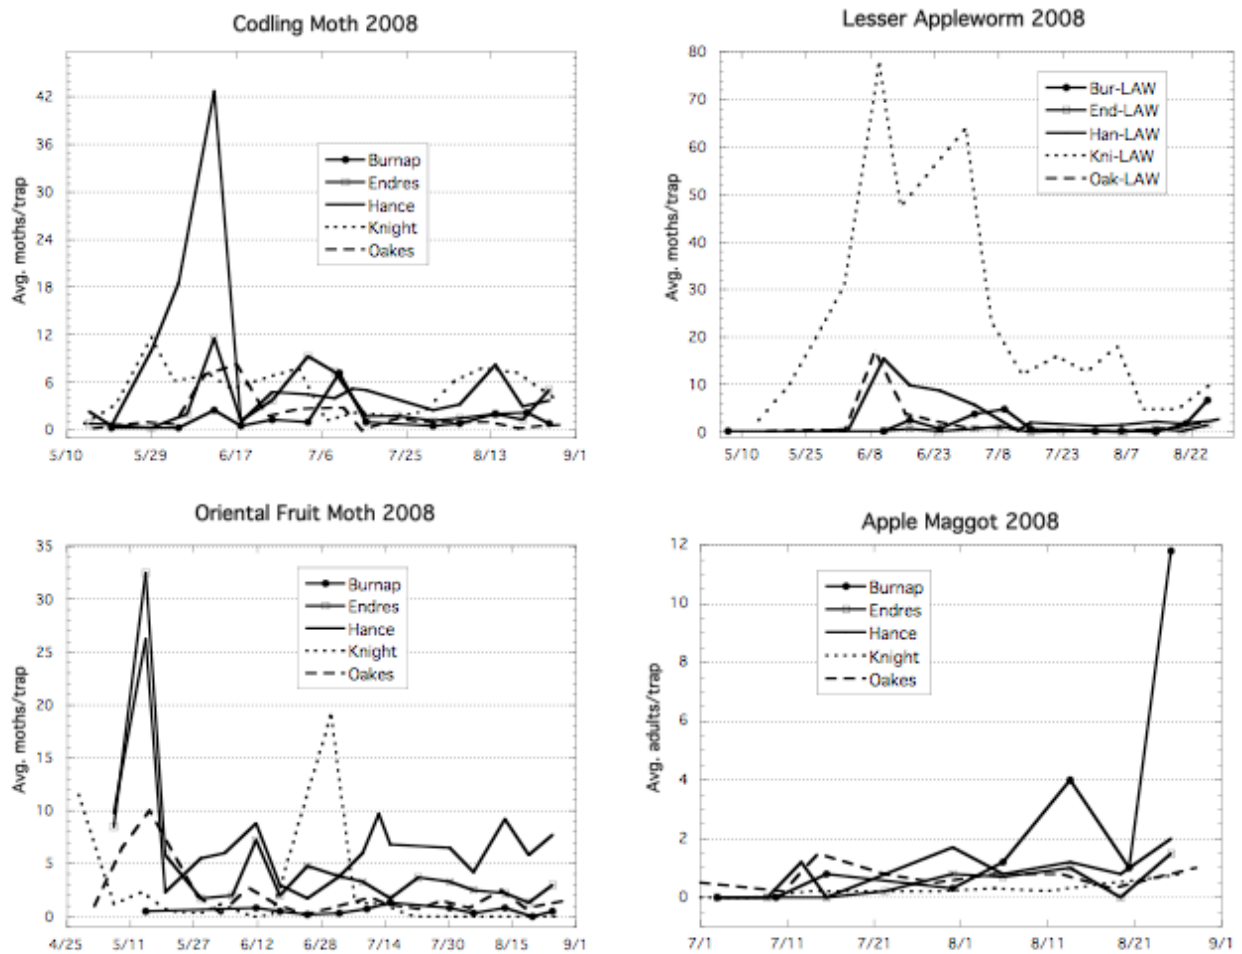 Codling Moth 2008
Avg. moths/trap
42
36
30
24
18
12
6
0
Burnap
Endres
Hance
Knight
Oakes
5/10 5/29 6/17 7/6 7/25 8/13 9/1
Lesser Appleworm 2008
Avg. moths/trap
80
70
60
50
40
30
20
10
0
Bur-LAW
End-LAW
Han-LAW
Kni-LAW
Oak-LAW
5/10 5/25 6/8 6/23 7/8 7/23 8/7 8/22
Oriental Fruit Moth 2008
Avg. moths/trap
35
30
25
20
15
10
5
0
Burnap
Endres
Hance
Knight
Oakes
4/25 5/11 5/27 6/12 6/28 7/14 7/30 8/15 9/1
Apple Maggot 2008
Avg. adults/trap
12
10
8
6
4
2
0
Burnap
Endres
Hance
Knight
Oakes
7/1 7/11 7/21 8/1 8/11 8/21 9/1